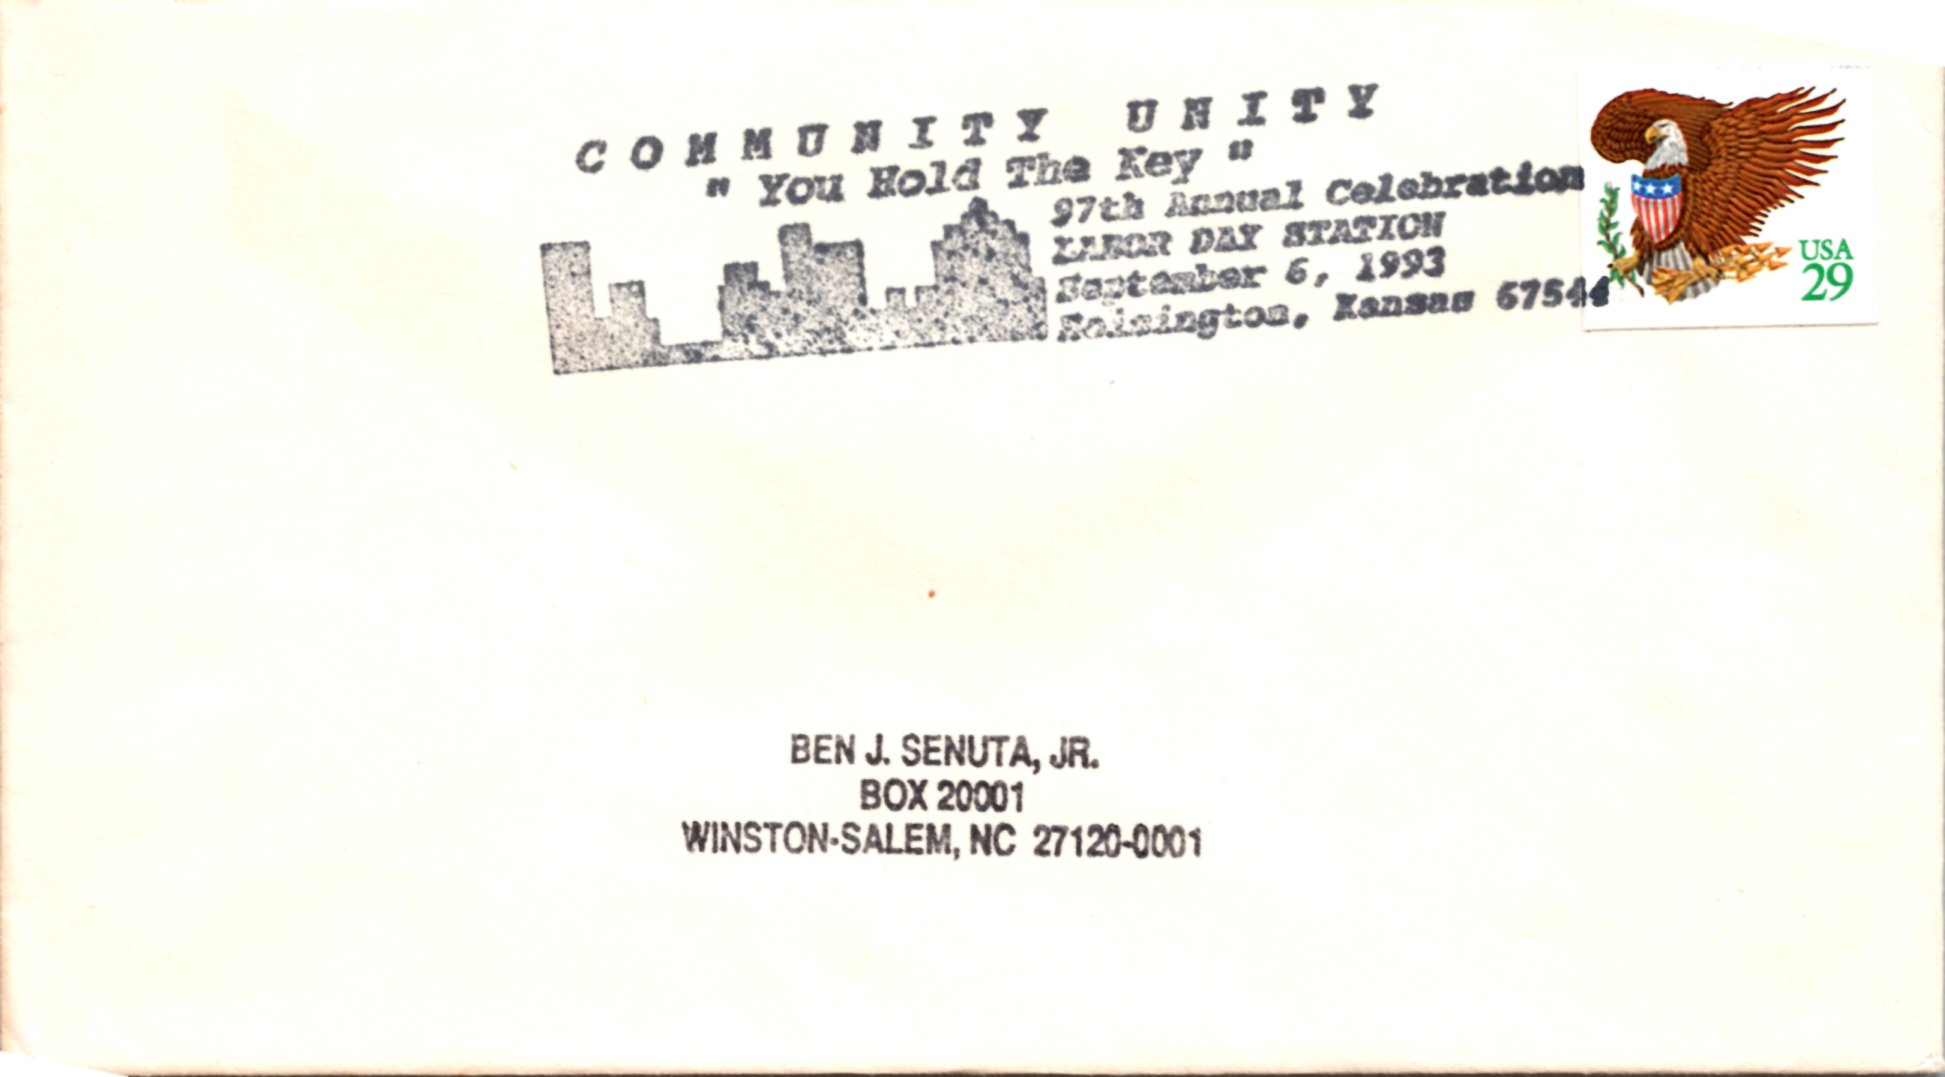 COMMUNITY UNITY
" You Hold The Key "
97th Annual Celebration
LABOR DAY STATION
September 6, 1993
Hoisington, Kansas 67544
USA
29
BEN J. SENUTA, JR.
BOX 20001
WINSTON-SALEM, NC 27120-0001